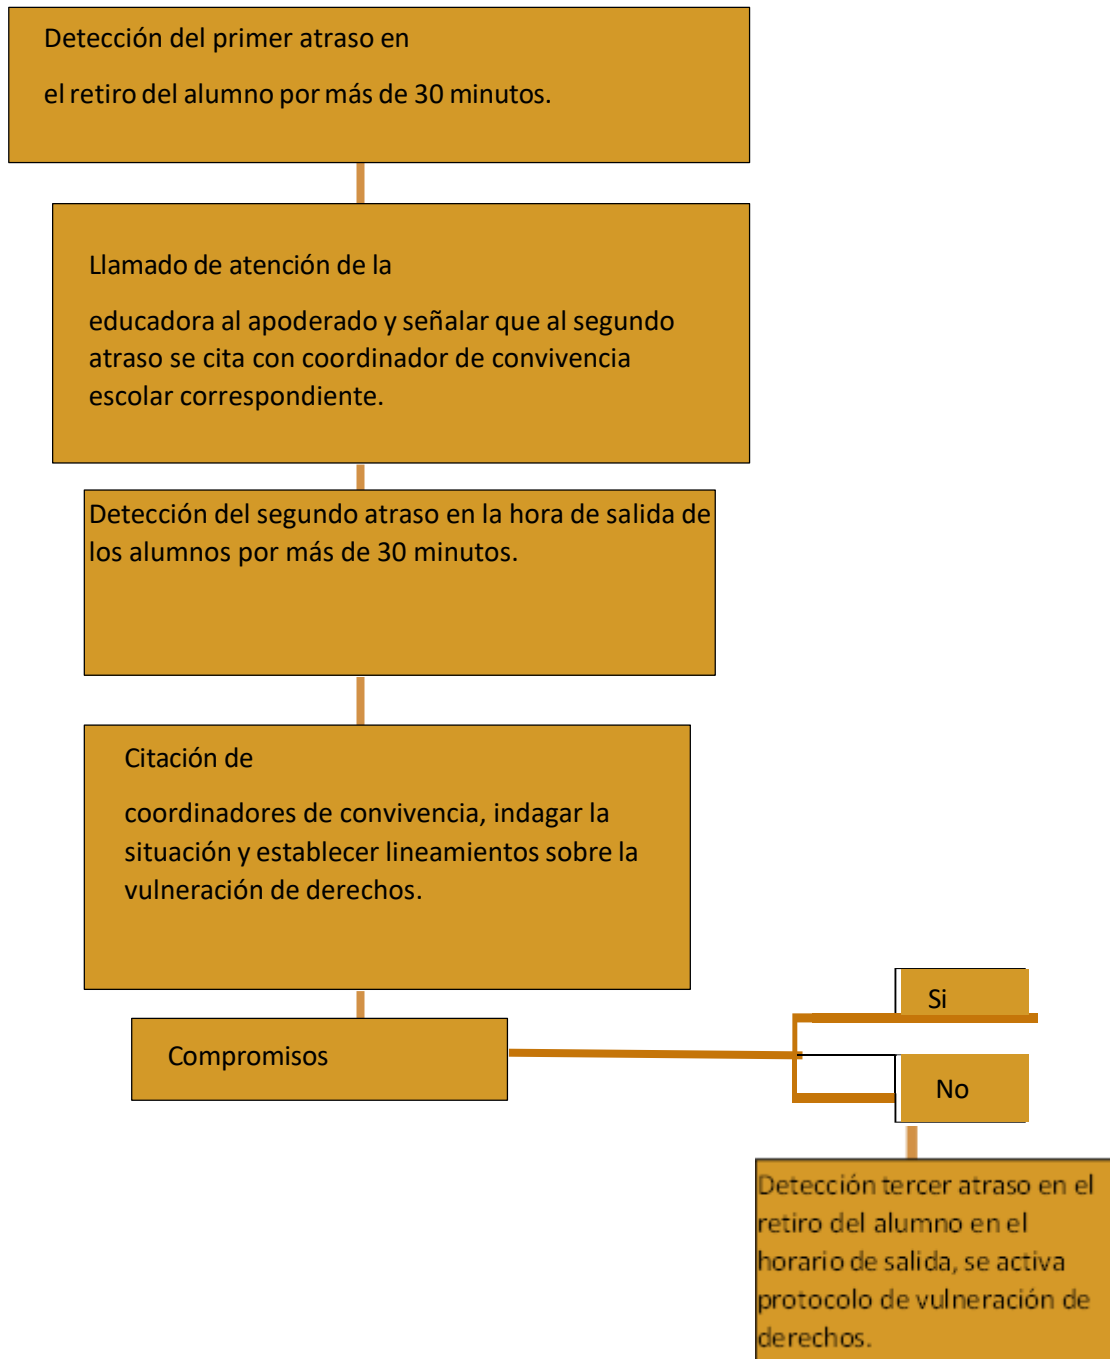 Detección del primer atraso en
el retiro del alumno por más de 30 minutos.
Llamado de atención de la
educadora al apoderado y señalar que al segundo
atraso se cita con coordinador de convivencia
escolar correspondiente.
Detección del segundo atraso en la hora de salida de
los alumnos por más de 30 minutos.
Citación de
coordinadores de convivencia, indagar la
situación y establecer lineamientos sobre la
vulneración de derechos.
Compromisos
Si
No
Detección tercer atraso en el
retiro del alumno en el
horario de salida, se activa
protocolo de vulneración de
derechos.